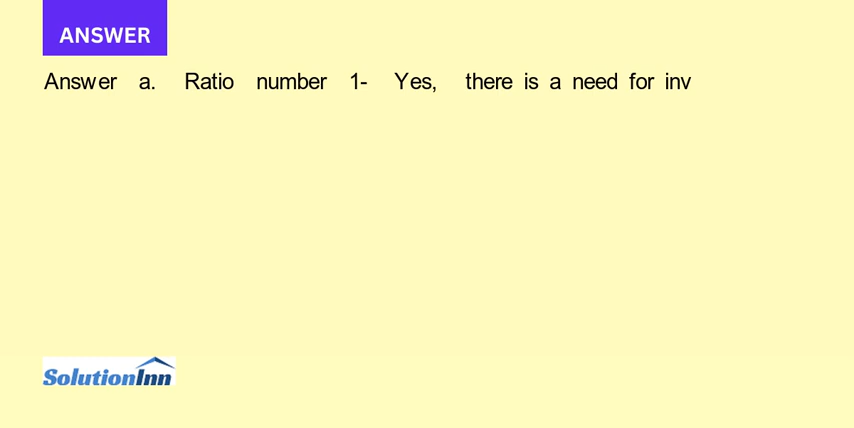 ANSWER
Answer a. Ratio number 1- Yes, there is a need for inv
SolutionInn